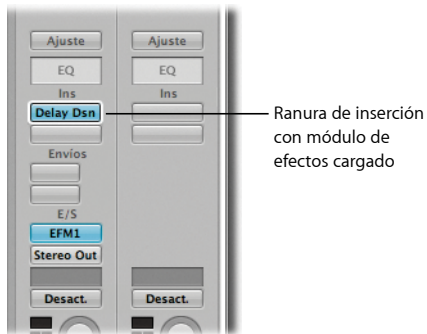 Ajuste Ajuste
EQ EQ
Ins Ins
Delay Dsn
Ranura de inserción
con módulo de
efectos cargado
Envíos
E/S
EFM1
Stereo Out
Desact. Desact.